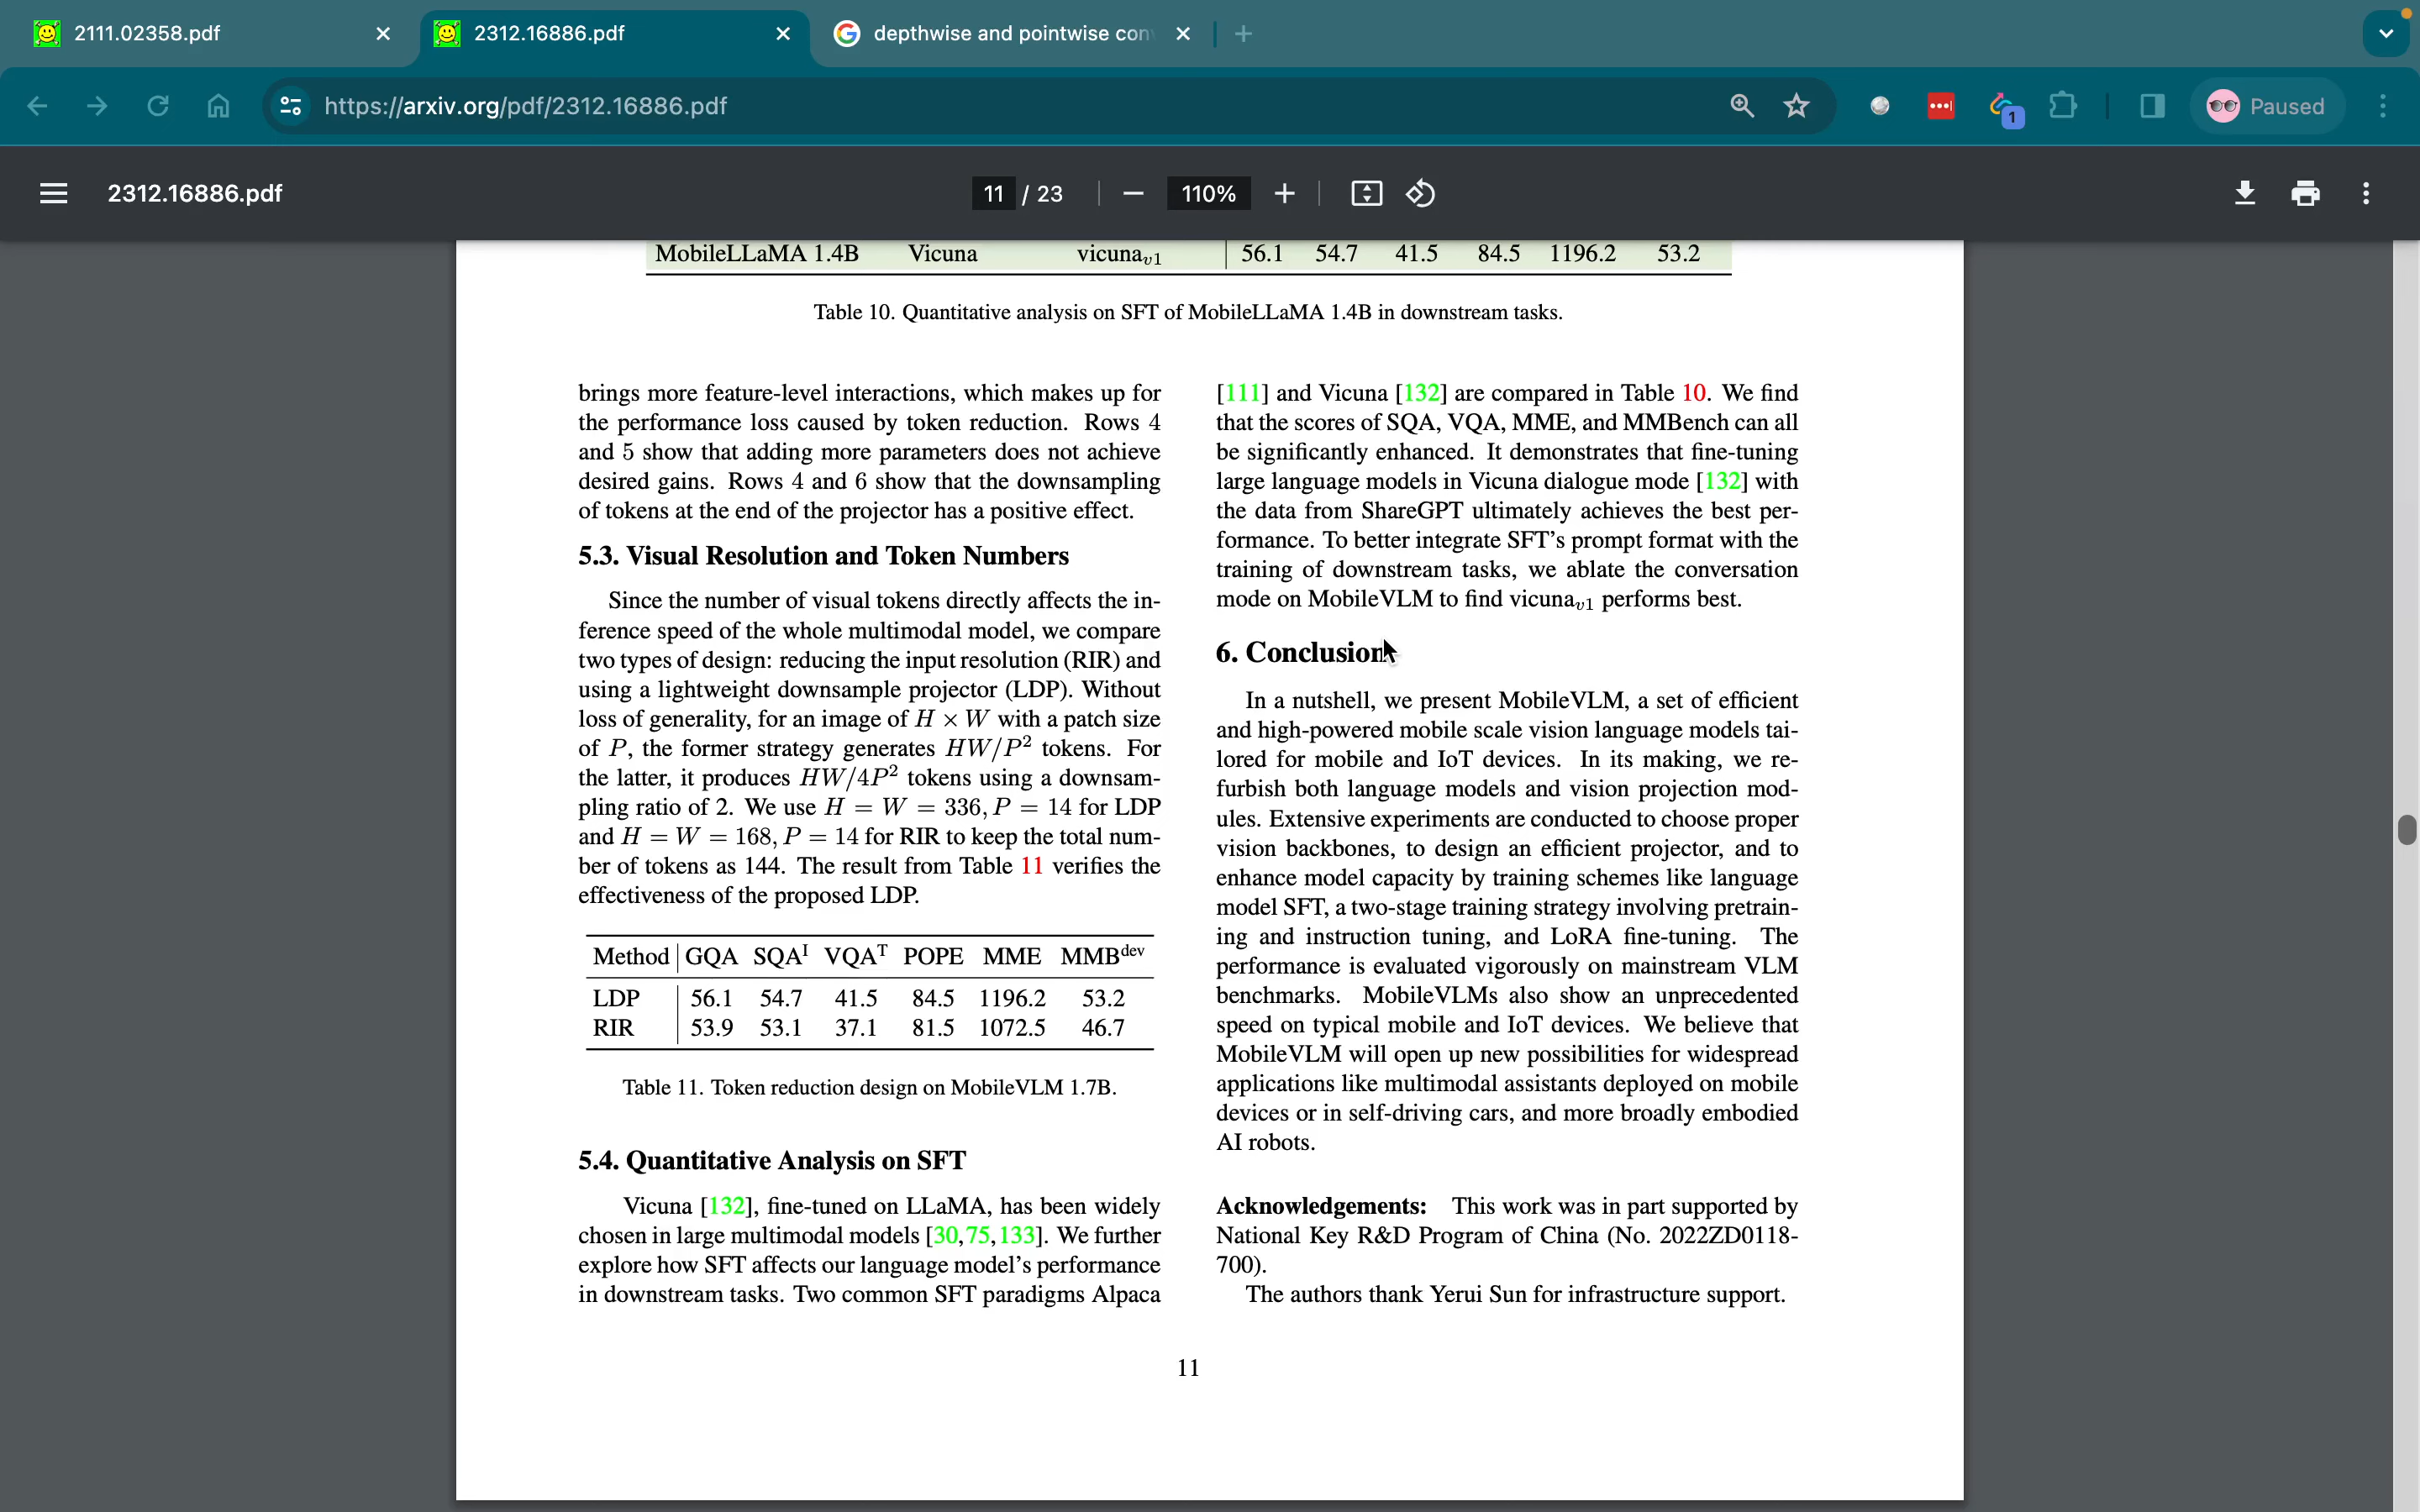 2111.02358.pdf
2312.16886.pdf
depthwise and pointwise con
https://arxiv.org/pdf/2312.16886.pdf
1
Paused
2312.16886.pdf
11 / 23
110%
MobileLLaMA 1.4B Vicuna vicuna_v1 56.1 54.7 41.5 84.5 1196.2 53.2
Table 10. Quantitative analysis on SFT of MobileLLaMA 1.4B in downstream tasks.
brings more feature-level interactions, which makes up for
the performance loss caused by token reduction. Rows 4
and 5 show that adding more parameters does not achieve
desired gains. Rows 4 and 6 show that the downsampling
of tokens at the end of the projector has a positive effect.
5.3. Visual Resolution and Token Numbers
Since the number of visual tokens directly affects the in-
ference speed of the whole multimodal model, we compare
two types of design: reducing the input resolution (RIR) and
using a lightweight downsample projector (LDP). Without
loss of generality, for an image of H × W with a patch size
of P, the former strategy generates HW/P² tokens. For
the latter, it produces HW/4P² tokens using a downsam-
pling ratio of 2. We use H = W = 336, P = 14 for LDP
and H = W = 168, P = 14 for RIR to keep the total num-
ber of tokens as 144. The result from Table 11 verifies the
effectiveness of the proposed LDP.
Method GQA SQA^I VQA^T POPE MME MMB^dev
LDP 56.1 54.7 41.5 84.5 1196.2 53.2
RIR 53.9 53.1 37.1 81.5 1072.5 46.7
Table 11. Token reduction design on MobileVLM 1.7B.
5.4. Quantitative Analysis on SFT
Vicuna [132], fine-tuned on LLaMA, has been widely
chosen in large multimodal models [30,75,133]. We further
explore how SFT affects our language model's performance
in downstream tasks. Two common SFT paradigms Alpaca
[111] and Vicuna [132] are compared in Table 10. We find
that the scores of SQA, VQA, MME, and MMBench can all
be significantly enhanced. It demonstrates that fine-tuning
large language models in Vicuna dialogue mode [132] with
the data from ShareGPT ultimately achieves the best per-
formance. To better integrate SFT's prompt format with the
training of downstream tasks, we ablate the conversation
mode on MobileVLM to find vicuna_v1 performs best.
6. Conclusion
In a nutshell, we present MobileVLM, a set of efficient
and high-powered mobile scale vision language models tai-
lored for mobile and IoT devices. In its making, we re-
furbish both language models and vision projection mod-
ules. Extensive experiments are conducted to choose proper
vision backbones, to design an efficient projector, and to
enhance model capacity by training schemes like language
model SFT, a two-stage training strategy involving pretrain-
ing and instruction tuning, and LoRA fine-tuning. The
performance is evaluated vigorously on mainstream VLM
benchmarks. MobileVLMs also show an unprecedented
speed on typical mobile and IoT devices. We believe that
MobileVLM will open up new possibilities for widespread
applications like multimodal assistants deployed on mobile
devices or in self-driving cars, and more broadly embodied
AI robots.
Acknowledgements: This work was in part supported by
National Key R&D Program of China (No. 2022ZD0118-
700).
The authors thank Yerui Sun for infrastructure support.
11